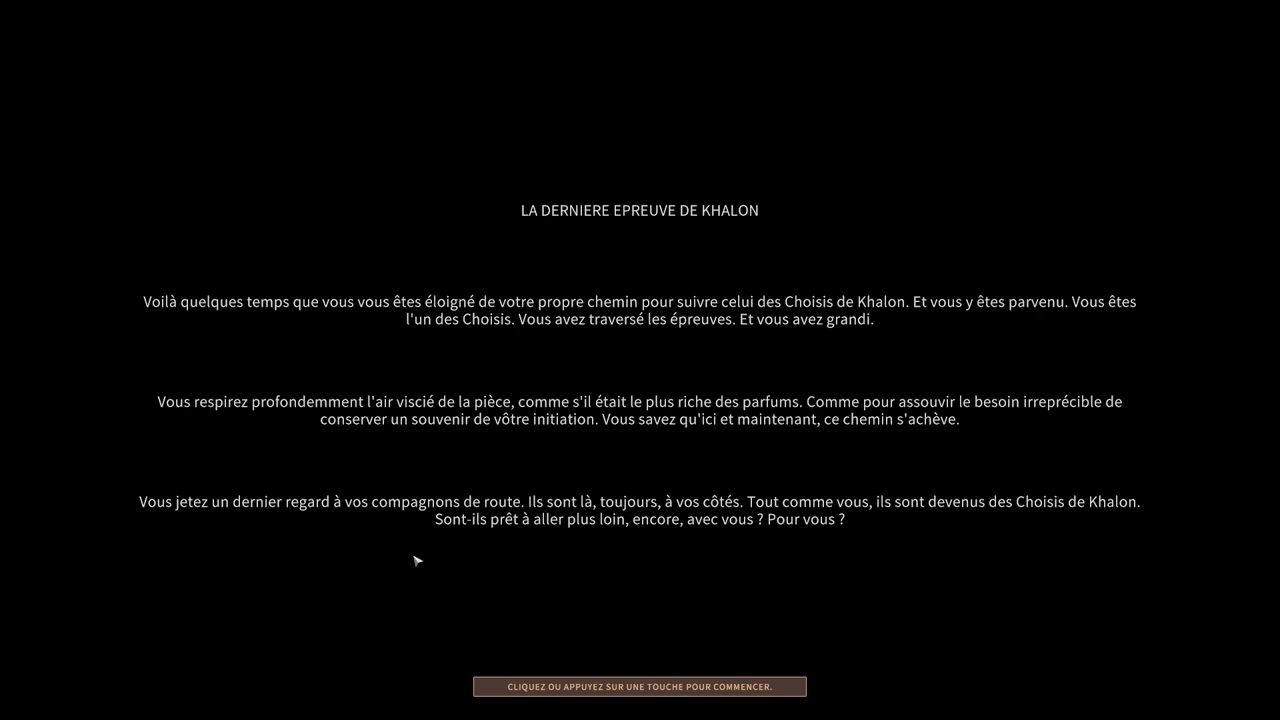 LA DERNIERE EPREUVE DE KHALON
Voilà quelques temps que vous vous êtes éloigné de votre propre chemin pour suivre celui des Choisis de Khalon. Et vous y êtes parvenu. Vous êtes
l'un des Choisis. Vous avez traversé les épreuves. Et vous avez grandi.
Vous respirez profondemment l'air viscié de la pièce, comme s'il était le plus riche des parfums. Comme pour assouvir le besoin irreprécible de
conserver un souvenir de vôtre initiation. Vous savez qu'ici et maintenant, ce chemin s'achève.
Vous jetez un dernier regard à vos compagnons de route. Ils sont là, toujours, à vos côtés. Tout comme vous, ils sont devenus des Choisis de Khalon.
Sont-ils prêt à aller plus loin, encore, avec vous ? Pour vous ?
CLIQUEZ OU APPUYEZ SUR UNE TOUCHE POUR COMMENCER.